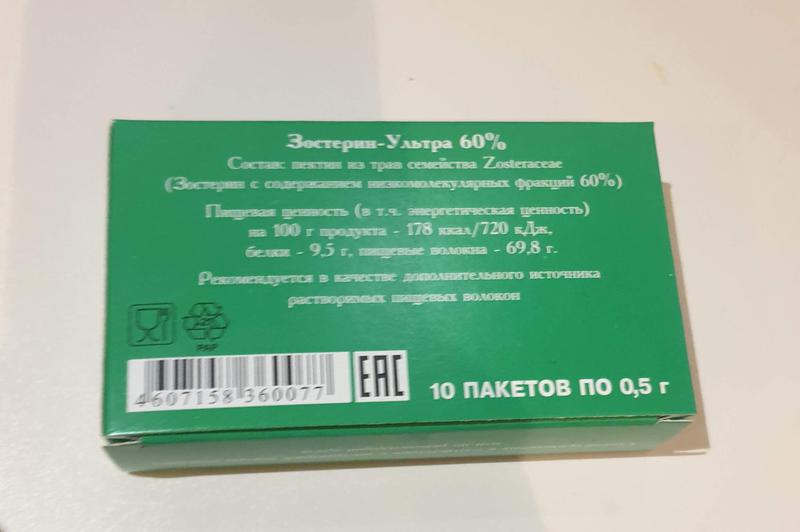 Зостерин-Ультра 60%
Состав: пектин из трав семейства Zosteraceae
(Зостерин с содержанием низкомолекулярных фракций 60%)
Пищевая ценность (в т.ч. энергетическая ценность)
на 100 г продукта - 178 ккал/720 кДж,
белки - 9,5 г, пищевые волокна - 69,8 г.
Рекомендуется в качестве дополнительного источника
растворимых пищевых волокон
PAP
4607158 360077
EAC
10 ПАКЕТОВ ПО 0,5 г